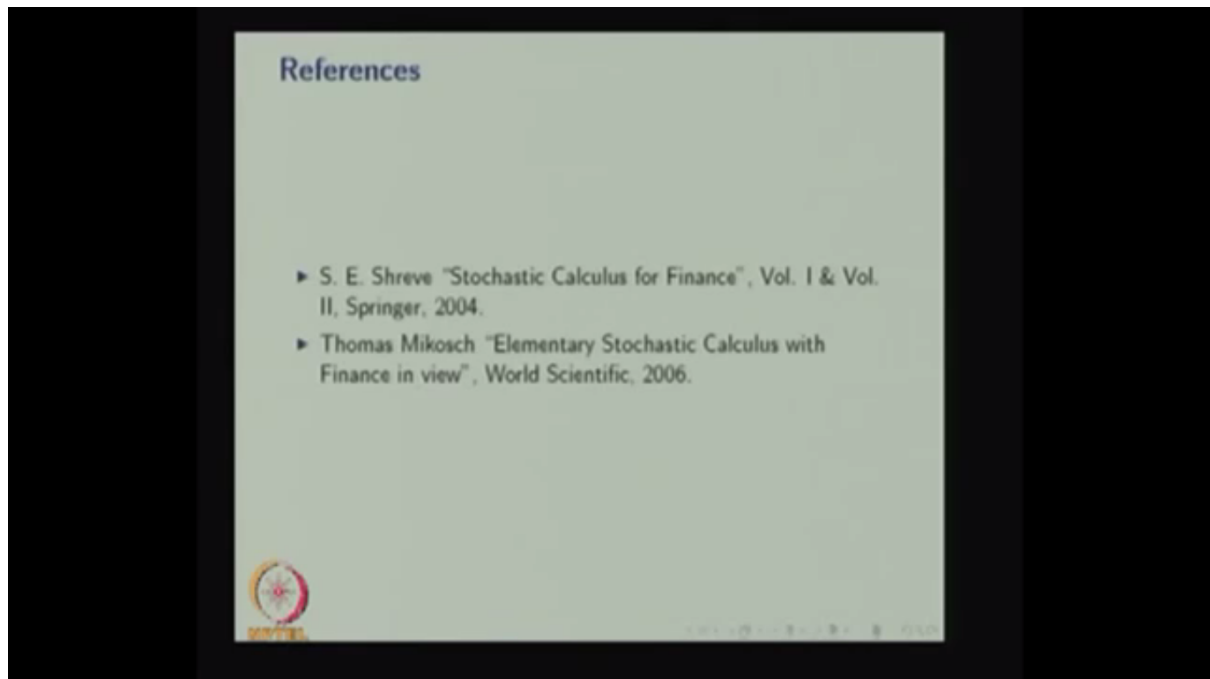 References
▶ S. E. Shreve "Stochastic Calculus for Finance", Vol. I & Vol.
II, Springer, 2004.
▶ Thomas Mikosch "Elementary Stochastic Calculus with
Finance in view", World Scientific, 2006.
NPTEL